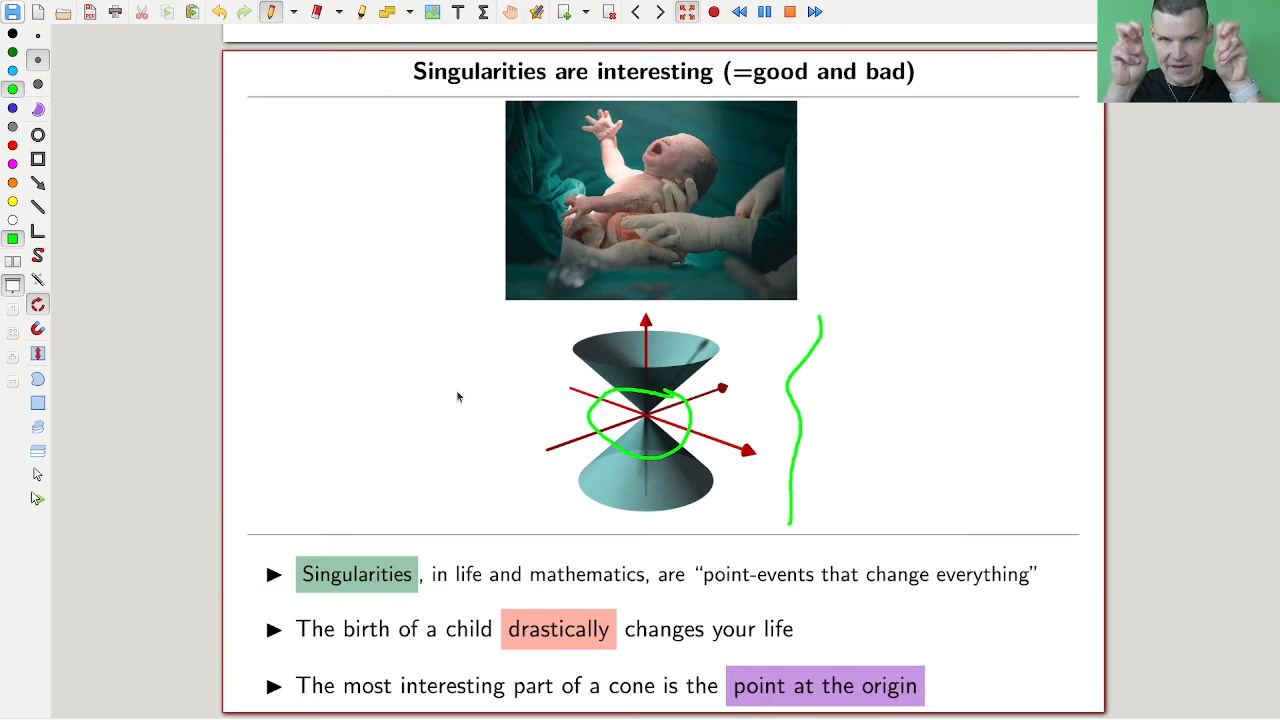 Singularities are interesting (=good and bad)
▶ Singularities, in life and mathematics, are “point-events that change everything”
▶ The birth of a child drastically changes your life
▶ The most interesting part of a cone is the point at the origin